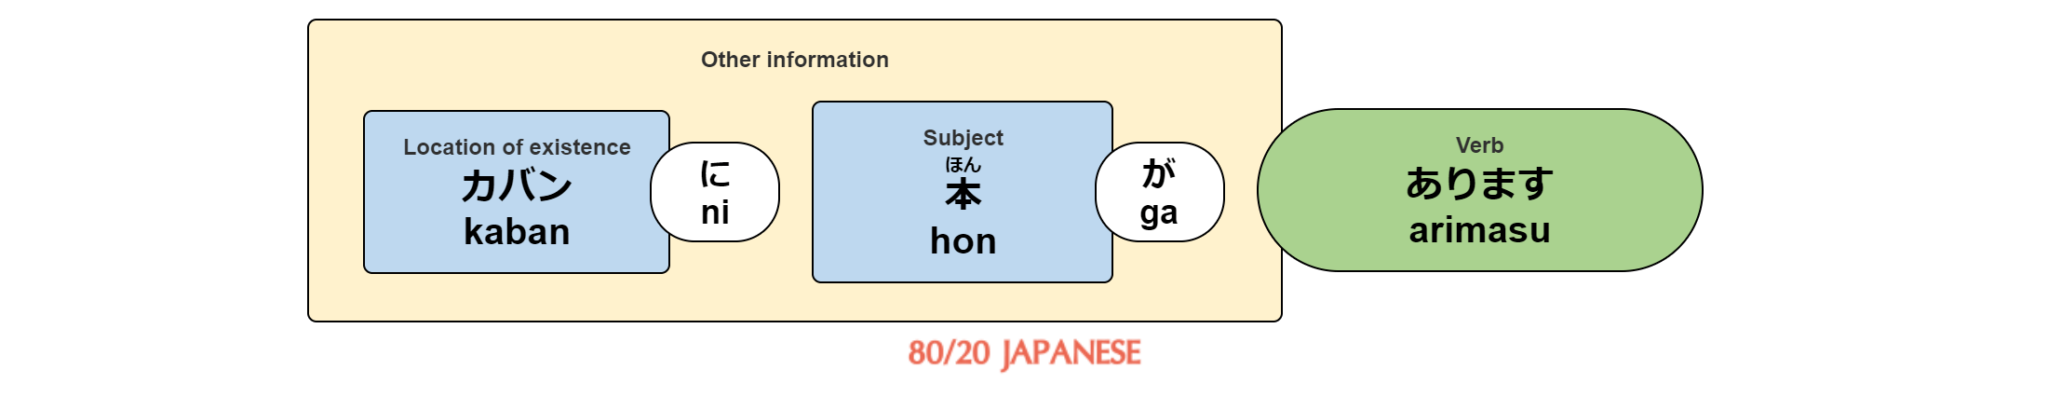 Other information
Location of existence
カバン
kaban
に
ni
Subject
ほん
本
hon
が
ga
Verb
あります
arimasu
80/20 JAPANESE